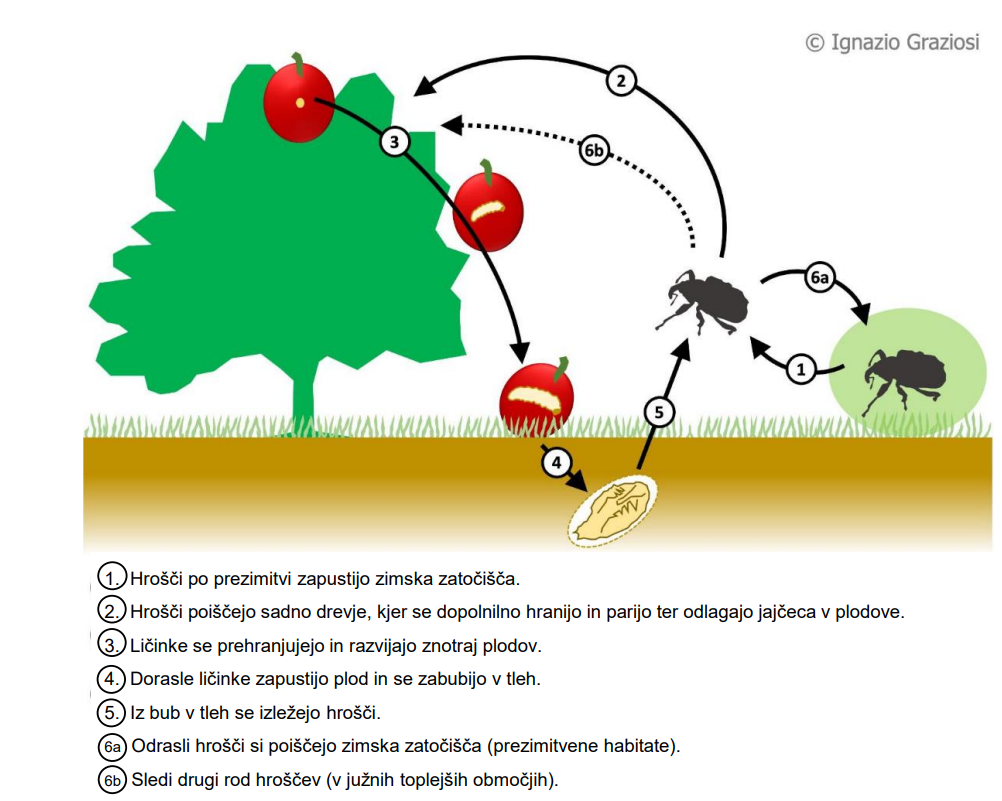 © Ignazio Graziosi
2
3
6b
6a
1
5
4
1. Hrošči po prezimitvi zapustijo zimska zatočišča.
2. Hrošči poiščejo sadno drevje, kjer se dopolnilno hranijo in parijo ter odlagajo jajčeca v plodove.
3. Ličinke se prehranjujejo in razvijajo znotraj plodov.
4. Dorasle ličinke zapustijo plod in se zabubijo v tleh.
5. Iz bub v tleh se izležejo hrošči.
6a Odrasli hrošči si poiščejo zimska zatočišča (prezimitvene habitate).
6b Sledi drugi rod hroščev (v južnih toplejših območjih).